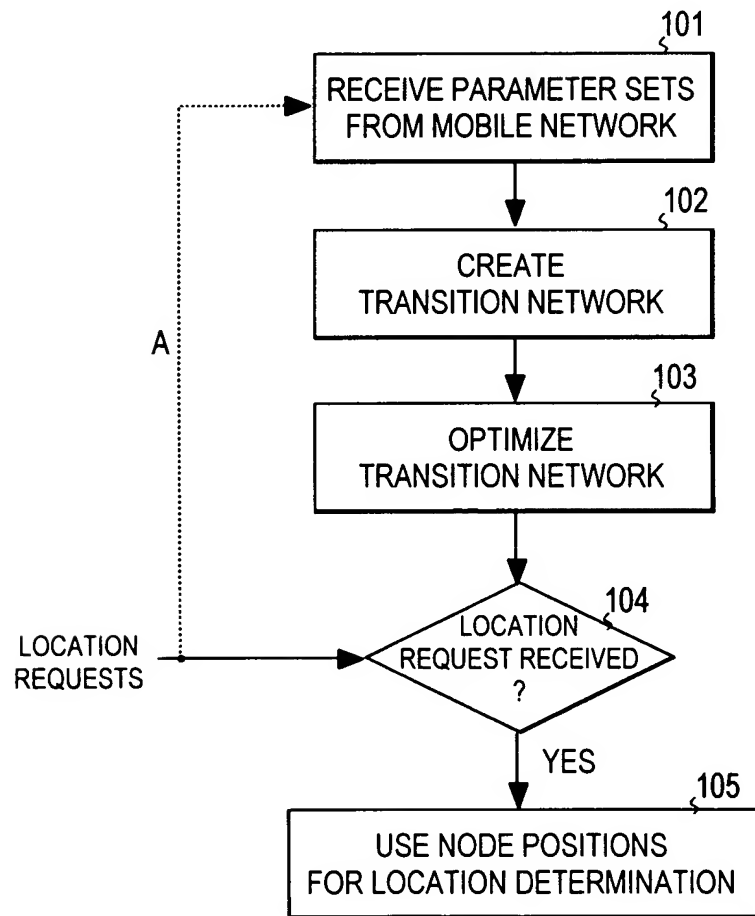 101
RECEIVE PARAMETER SETS
FROM MOBILE NETWORK
102
CREATE
TRANSITION NETWORK
A
103
OPTIMIZE
TRANSITION NETWORK
104
LOCATION
REQUESTS
LOCATION
REQUEST RECEIVED
?
YES
105
USE NODE POSITIONS
FOR LOCATION DETERMINATION